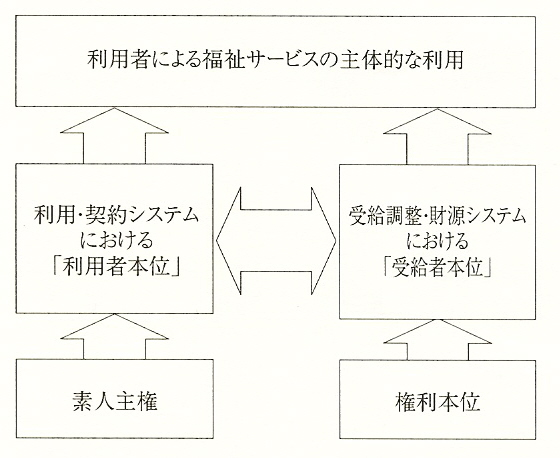 利用者による福祉サービスの主体的な利用
利用・契約システム
における
「利用者本位」
受給調整・財源システム
における
「受給者本位」
素人主権
権利本位